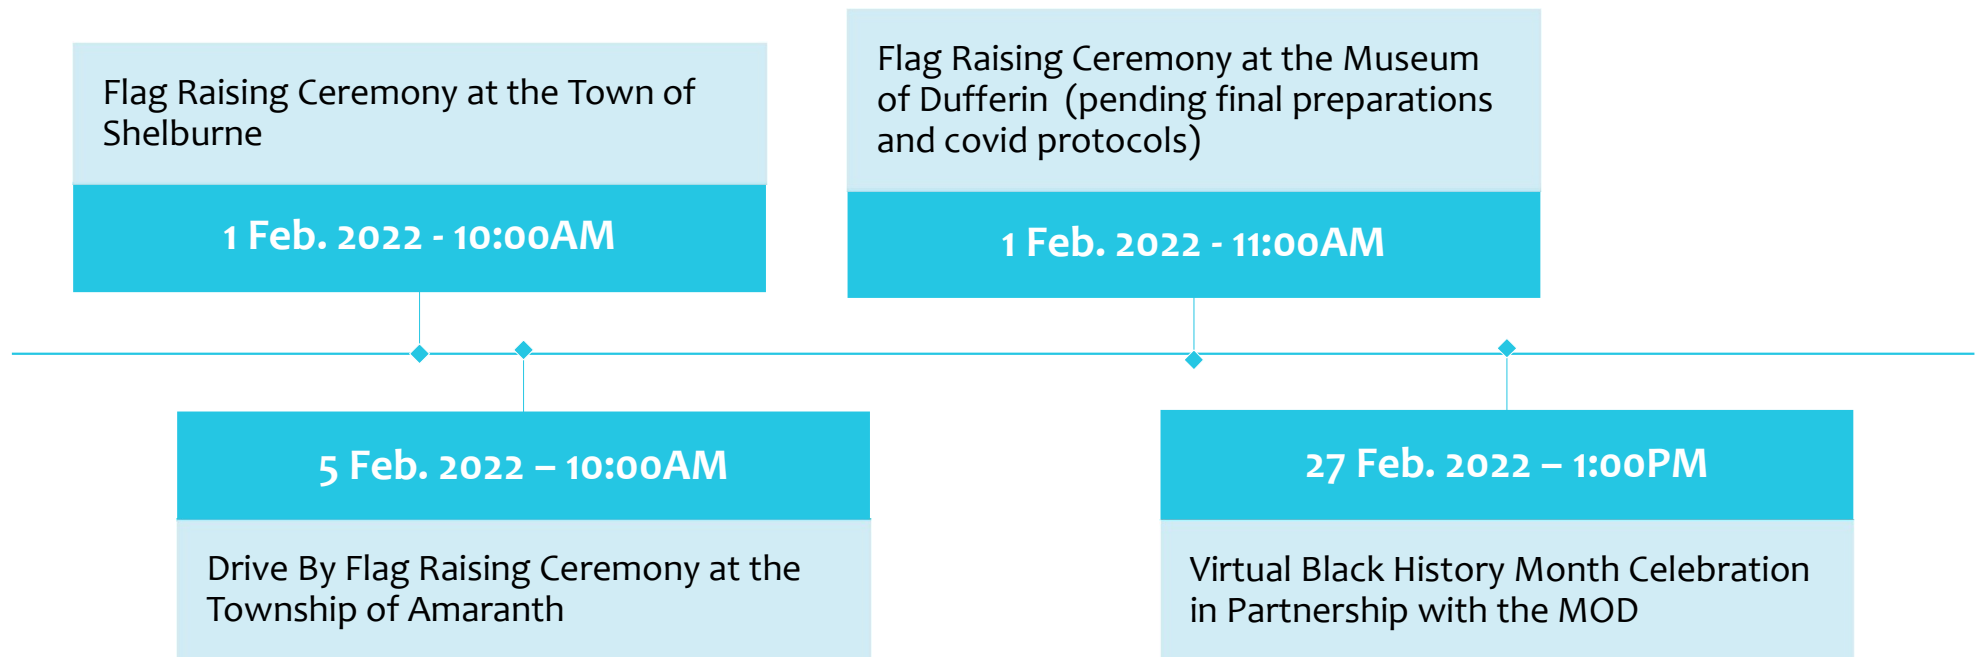 Flag Raising Ceremony at the Town of
Shelburne
1 Feb. 2022 - 10:00AM
Flag Raising Ceremony at the Museum
of Dufferin  (pending final preparations
and covid protocols)
1 Feb. 2022 - 11:00AM
5 Feb. 2022 – 10:00AM
Drive By Flag Raising Ceremony at the
Township of Amaranth
27 Feb. 2022 – 1:00PM
Virtual Black History Month Celebration
in Partnership with the MOD